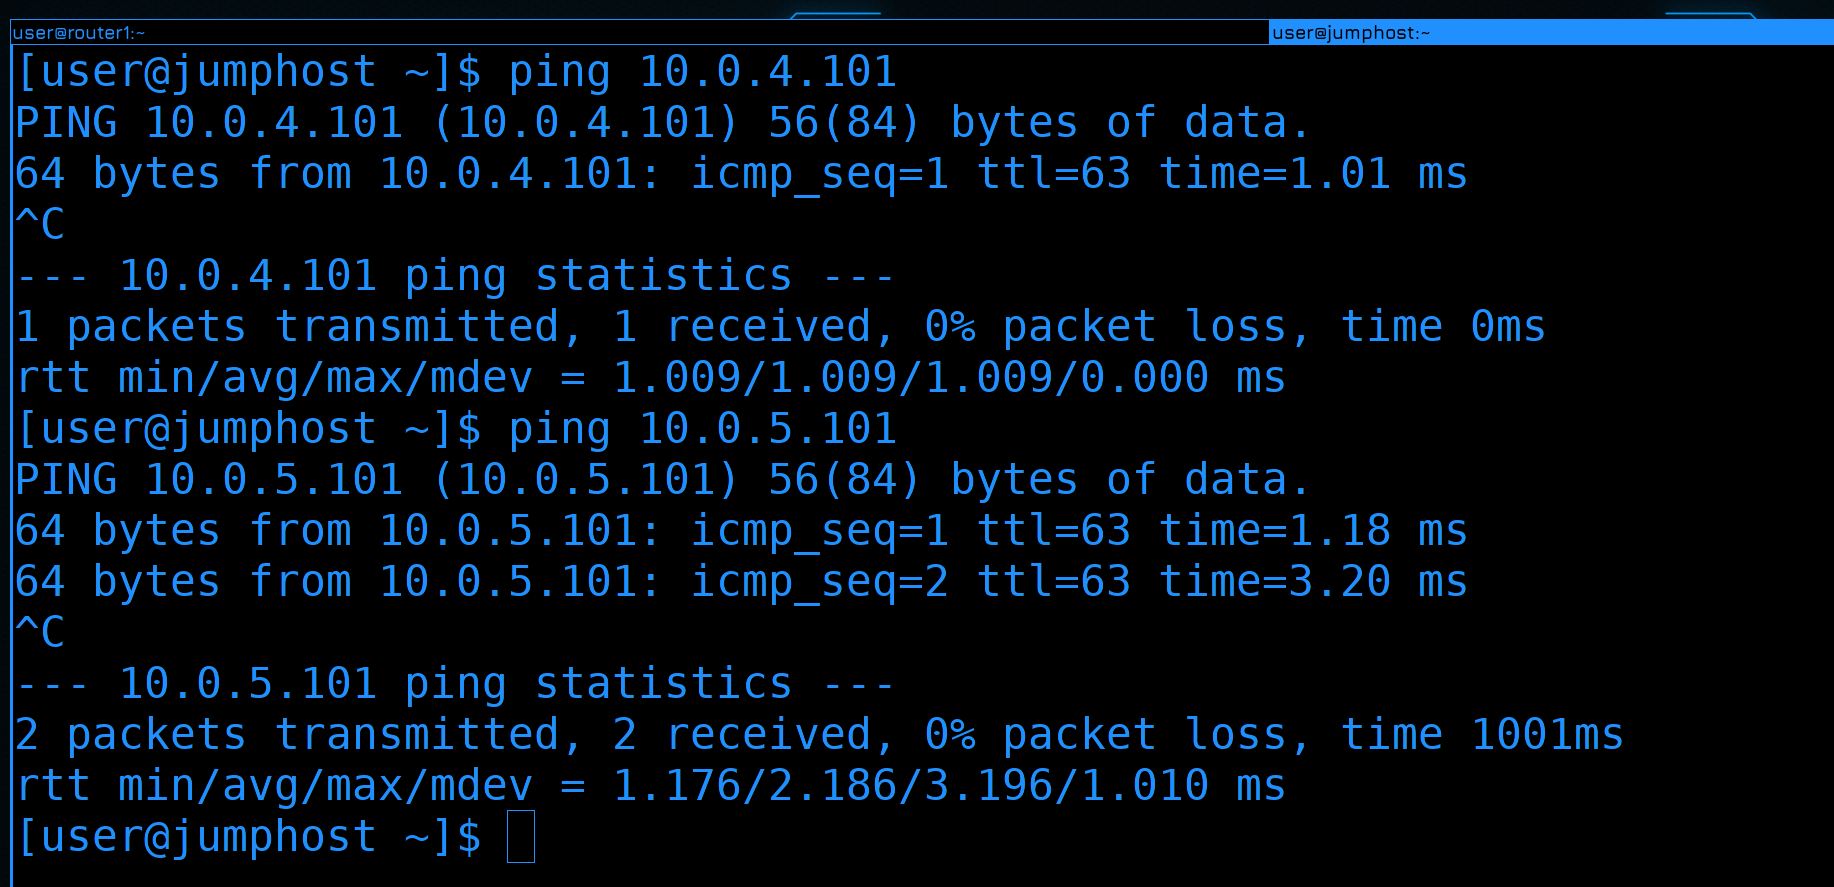 user@router1:~
user@jumphost:~
[user@jumphost ~]$ ping 10.0.4.101
PING 10.0.4.101 (10.0.4.101) 56(84) bytes of data.
64 bytes from 10.0.4.101: icmp_seq=1 ttl=63 time=1.01 ms
^C
--- 10.0.4.101 ping statistics ---
1 packets transmitted, 1 received, 0% packet loss, time 0ms
rtt min/avg/max/mdev = 1.009/1.009/1.009/0.000 ms
[user@jumphost ~]$ ping 10.0.5.101
PING 10.0.5.101 (10.0.5.101) 56(84) bytes of data.
64 bytes from 10.0.5.101: icmp_seq=1 ttl=63 time=1.18 ms
64 bytes from 10.0.5.101: icmp_seq=2 ttl=63 time=3.20 ms
^C
--- 10.0.5.101 ping statistics ---
2 packets transmitted, 2 received, 0% packet loss, time 1001ms
rtt min/avg/max/mdev = 1.176/2.186/3.196/1.010 ms
[user@jumphost ~]$